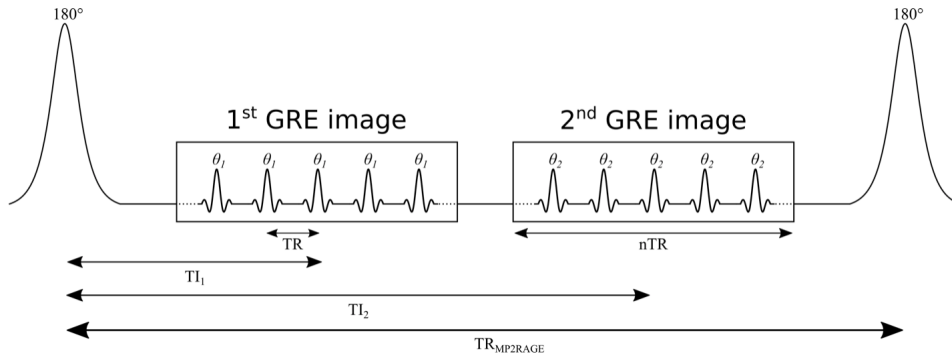 180°
180°
1st GRE image
2nd GRE image
θ1 θ1 θ1 θ1 θ1
θ2 θ2 θ2 θ2 θ2
TR
nTR
TI1
TI2
TRMP2RAGE